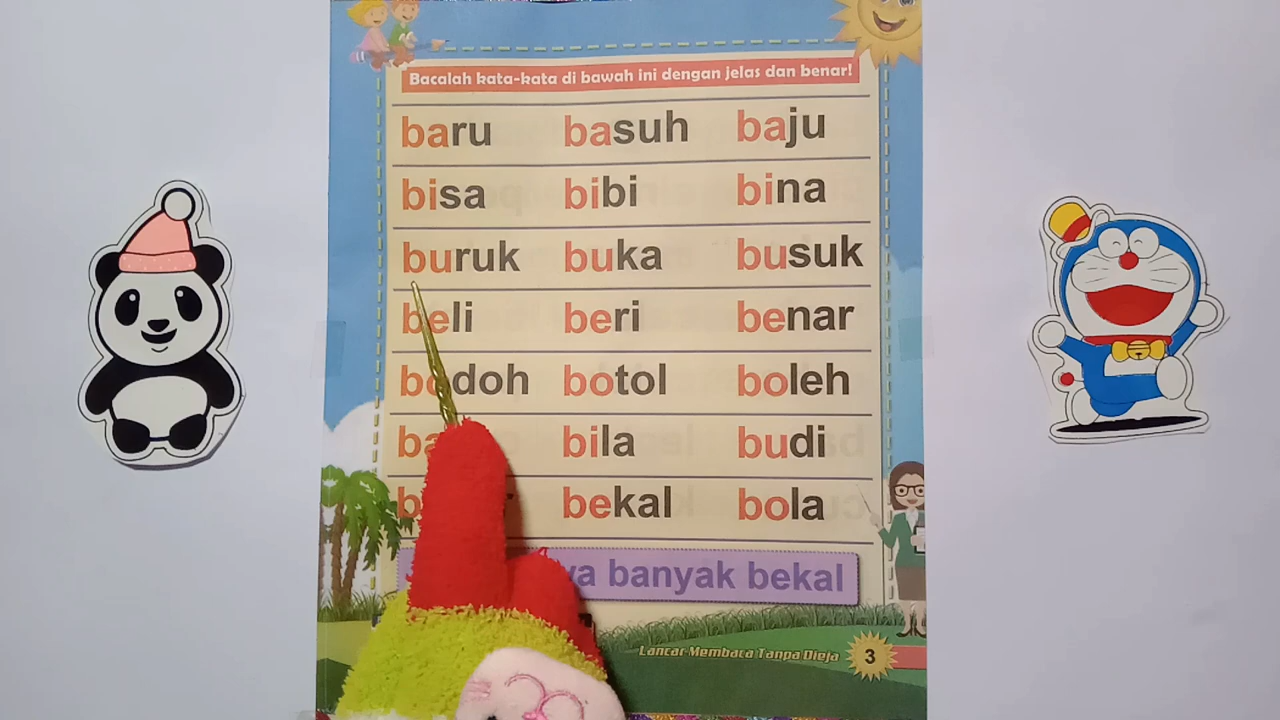 Bacalah kata-kata di bawah ini dengan jelas dan benar!
baru basuh baju
bisa bibi bina
buruk buka busuk
beli beri benar
bodoh botol boleh
bila budi
bekal bola
banyak bekal
Lancar Membaca Tanpa Dieja 3